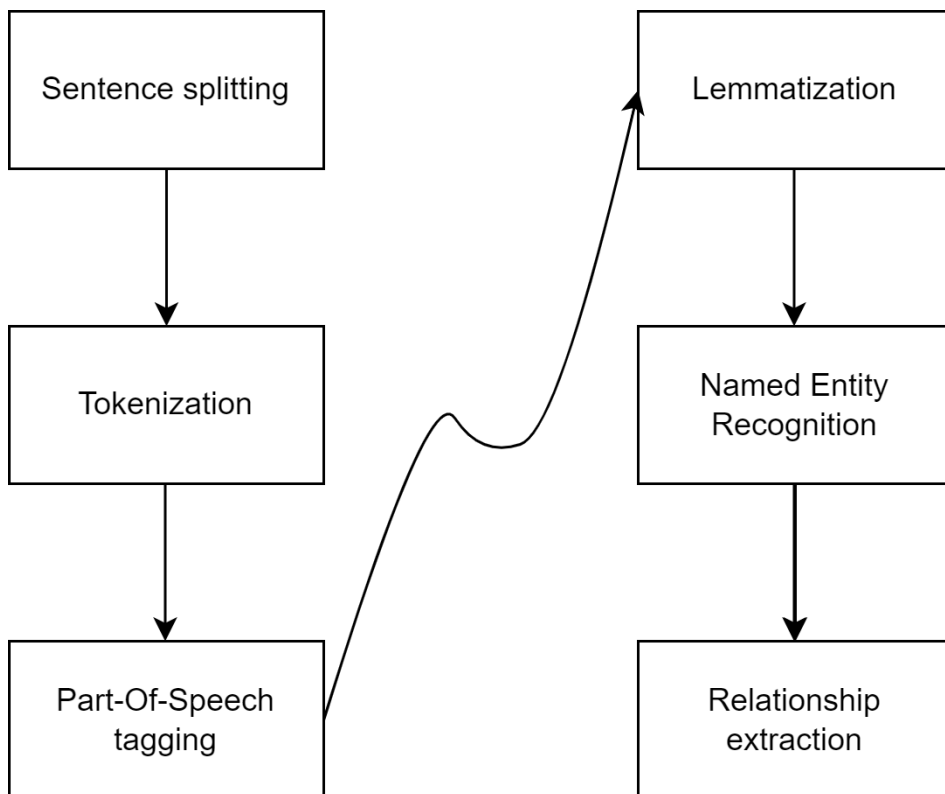 Sentence splitting
Tokenization
Part-Of-Speech
tagging
Lemmatization
Named Entity
Recognition
Relationship
extraction